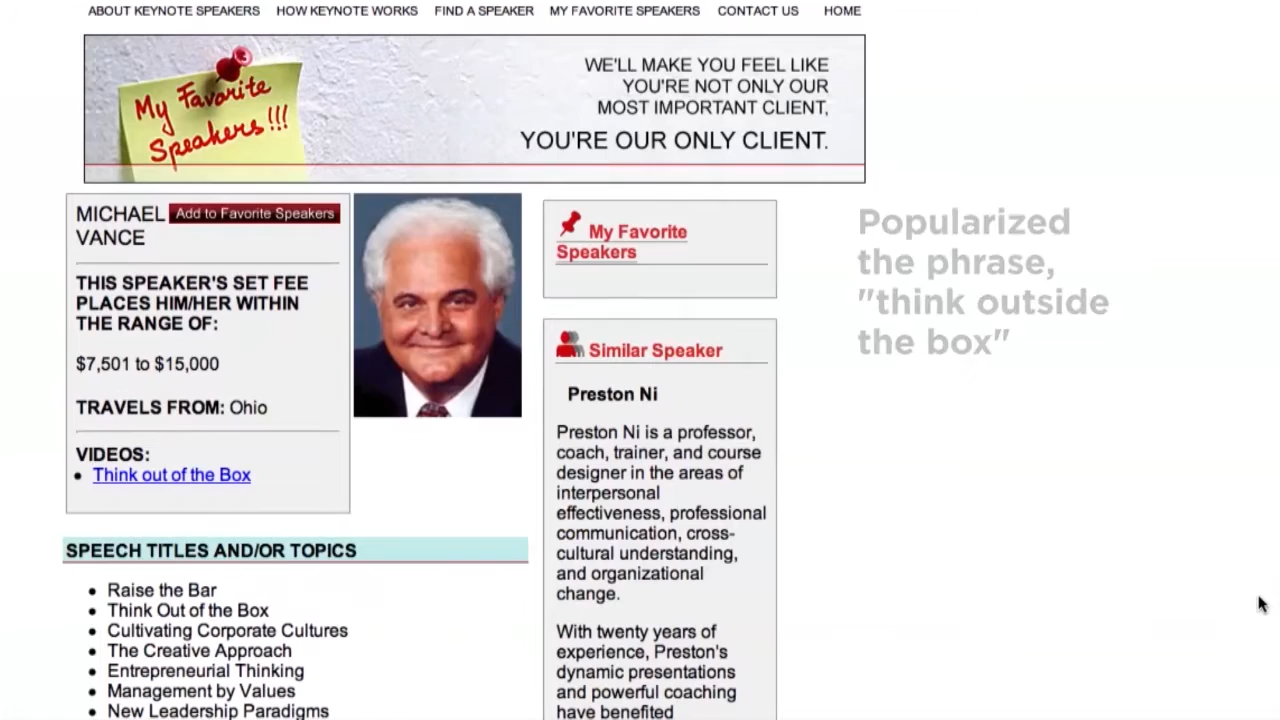 ABOUT KEYNOTE SPEAKERS HOW KEYNOTE WORKS FIND A SPEAKER MY FAVORITE SPEAKERS CONTACT US HOME
My Favorite
Speakers!!!
WE'LL MAKE YOU FEEL LIKE
YOU'RE NOT ONLY OUR
MOST IMPORTANT CLIENT,
YOU'RE OUR ONLY CLIENT.
MICHAEL
VANCE
Add to Favorite Speakers
THIS SPEAKER'S SET FEE
PLACES HIM/HER WITHIN
THE RANGE OF:
$7,501 to $15,000
TRAVELS FROM: Ohio
VIDEOS:
• Think out of the Box
SPEECH TITLES AND/OR TOPICS
• Raise the Bar
• Think Out of the Box
• Cultivating Corporate Cultures
• The Creative Approach
• Entrepreneurial Thinking
• Management by Values
• New Leadership Paradigms
My Favorite
Speakers
Similar Speaker
Preston Ni
Preston Ni is a professor,
coach, trainer, and course
designer in the areas of
interpersonal
effectiveness, professional
communication, cross-
cultural understanding,
and organizational
change.
With twenty years of
experience, Preston's
dynamic presentations
and powerful coaching
have benefited
Popularized
the phrase,
"think outside
the box"